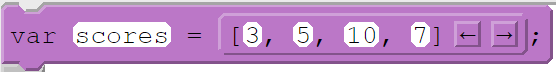 var scores = [3, 5, 10, 7] ← → ;